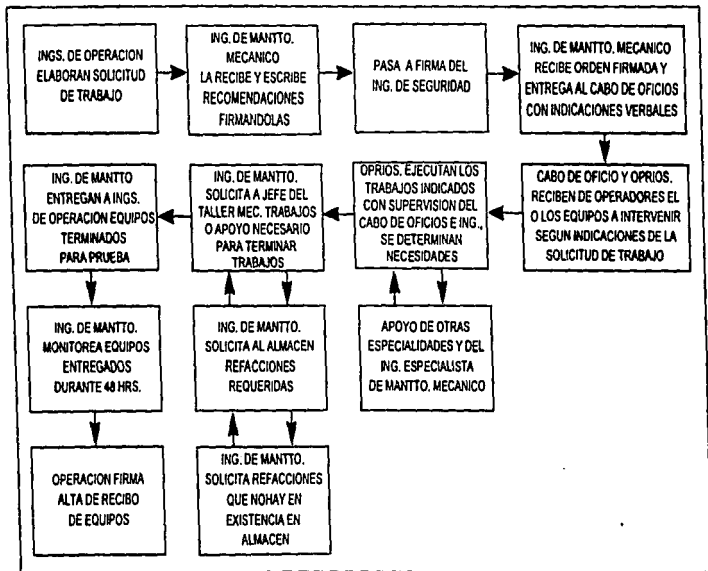 INGS. DE OPERACION
ELABORAN SOLICITUD
DE TRABAJO
ING. DE MANTTO.
MECANICO
LA RECIBE Y ESCRIBE
RECOMENDACIONES
FIRMANDOLAS
PASA A FIRMA DEL
ING. DE SEGURIDAD
ING. DE MANTTO. MECANICO
RECIBE ORDEN FIRMADA Y
ENTREGA AL CABO DE OFICIOS
CON INDICACIONES VERBALES
ING. DE MANTTO
ENTREGAN A INGS.
DE OPERACION EQUIPOS
TERMINADOS
PARA PRUEBA
ING. DE MANTTO.
SOLICITA A JEFE DEL
TALLER MEC. TRABAJOS
O APOYO NECESARIO
PARA TERMINAR
TRABAJOS
OPRIOS. EJECUTAN LOS
TRABAJOS INDICADOS
CON SUPERVISION DEL
CABO DE OFICIOS E ING.,
SE DETERMINAN
NECESIDADES
CABO DE OFICIO Y OPRIOS.
RECIBEN DE OPERADORES EL
O LOS EQUIPOS A INTERVENIR
SEGUN INDICACIONES DE LA
SOLICITUD DE TRABAJO
ING. DE MANTTO.
MONITOREA EQUIPOS
ENTREGADOS
DURANTE 48 HRS.
ING. DE MANTTO.
SOLICITA AL ALMACEN
REFACCIONES
REQUERIDAS
APOYO DE OTRAS
ESPECIALIDADES Y DEL
ING. ESPECIALISTA
DE MANTTO. MECANICO
OPERACION FIRMA
ALTA DE RECIBO
DE EQUIPOS
ING. DE MANTTO.
SOLICITA REFACCIONES
QUE NOHAY EN
EXISTENCIA EN
ALMACEN